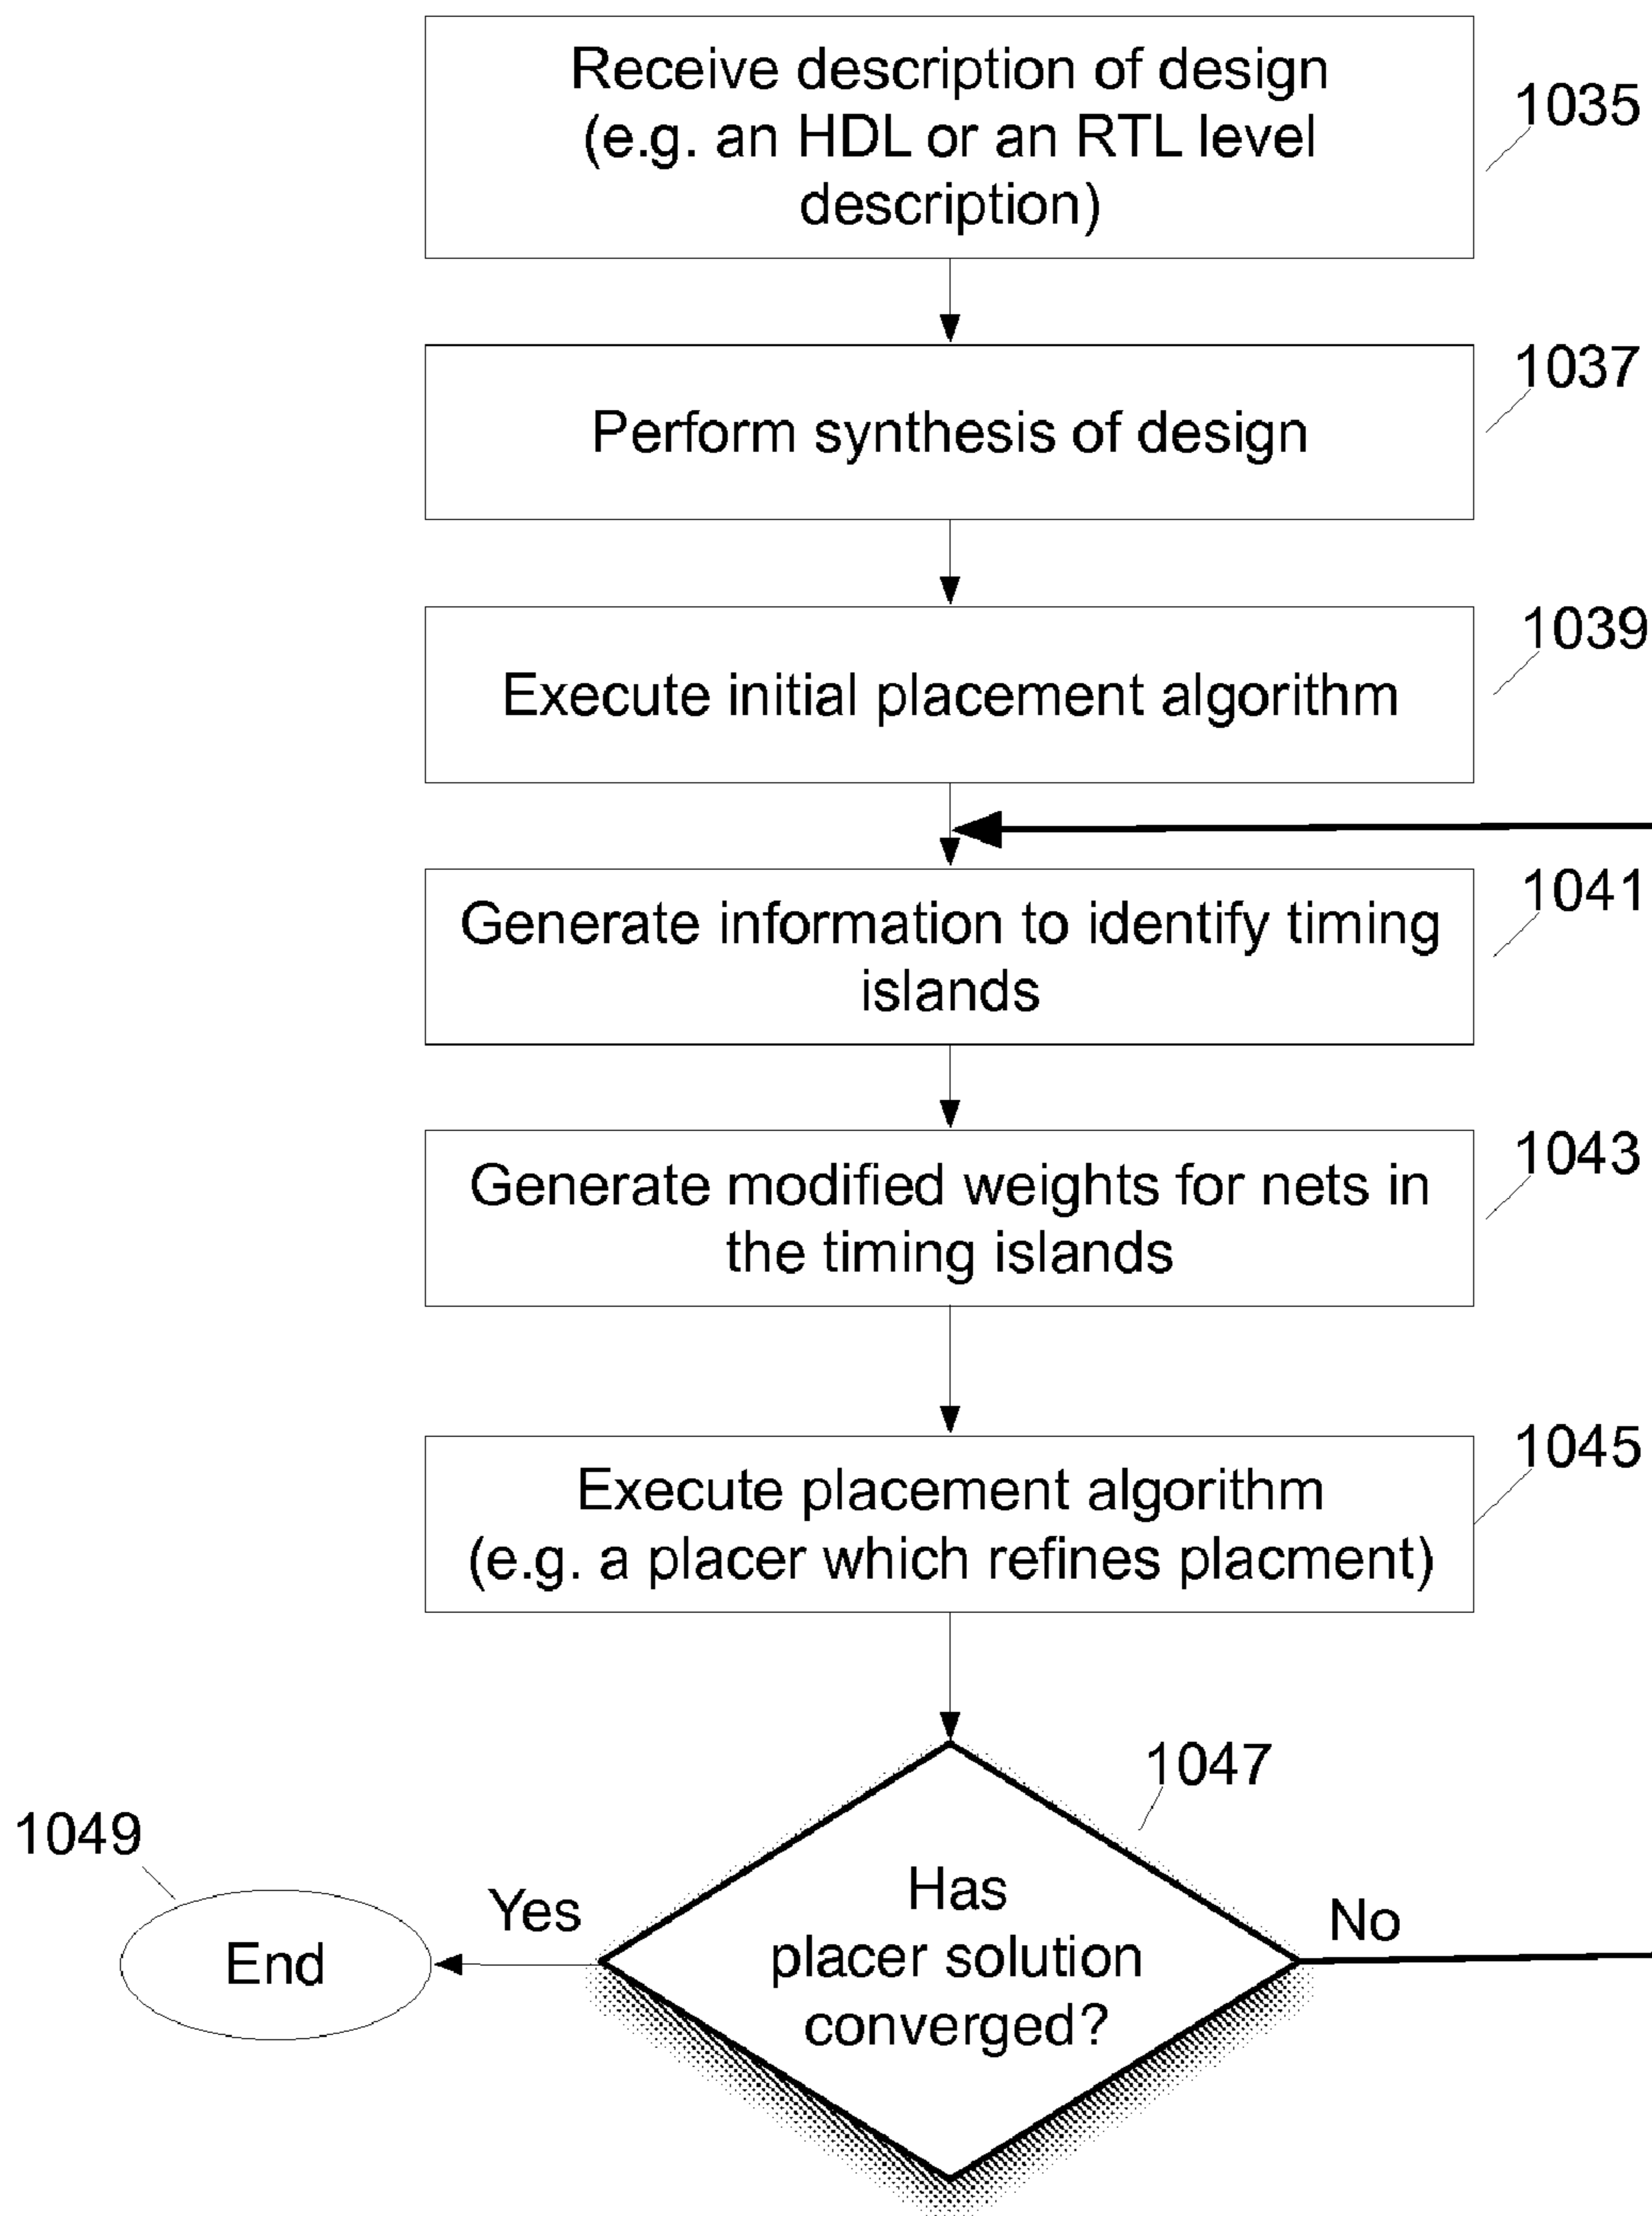 Receive description of design
(e.g. an HDL or an RTL level
description)
1035
Perform synthesis of design
1037
Execute initial placement algorithm
1039
Generate information to identify timing
islands
1041
Generate modified weights for nets in
the timing islands
1043
Execute placement algorithm
(e.g. a placer which refines placment)
1045
Has
placer solution
converged?
1047
Yes
No
End
1049